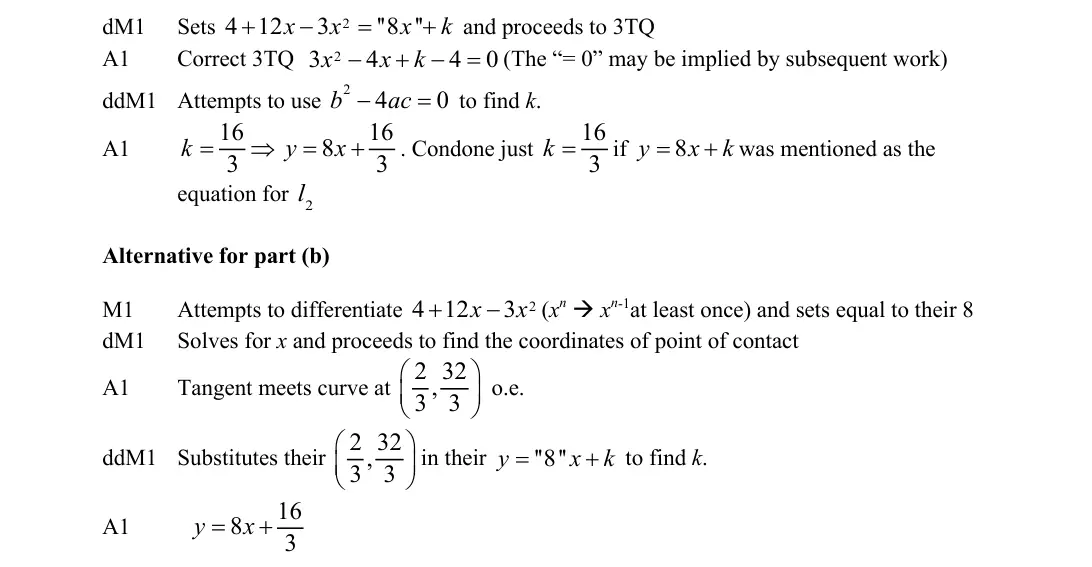 dM1 Sets 4+12x−3x² = "8x"+k and proceeds to 3TQ
A1 Correct 3TQ 3x²−4x+k−4=0 (The “= 0” may be implied by subsequent work)
ddM1 Attempts to use b²−4ac=0 to find k.
A1 k = 16/3 ⇒ y = 8x + 16/3 . Condone just k = 16/3 if y = 8x + k was mentioned as the
equation for l₂
Alternative for part (b)
M1 Attempts to differentiate 4+12x−3x² (xⁿ → xⁿ⁻¹at least once) and sets equal to their 8
dM1 Solves for x and proceeds to find the coordinates of point of contact
A1 Tangent meets curve at (2/3, 32/3) o.e.
ddM1 Substitutes their (2/3, 32/3) in their y = "8"x + k to find k.
A1 y = 8x + 16/3